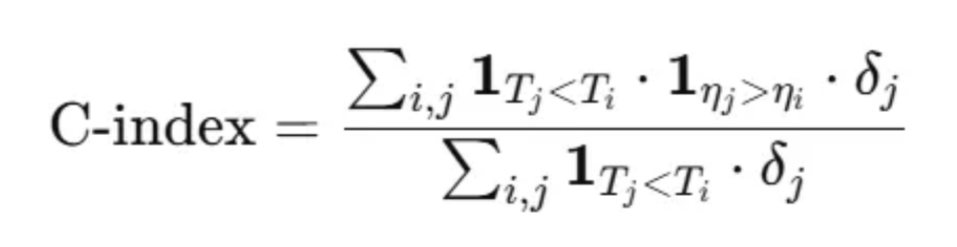 C-index = \frac{\sum_{i,j} \mathbf{1}_{T_j<T_i} \cdot \mathbf{1}_{\eta_j>\eta_i} \cdot \delta_j}{\sum_{i,j} \mathbf{1}_{T_j<T_i} \cdot \delta_j}